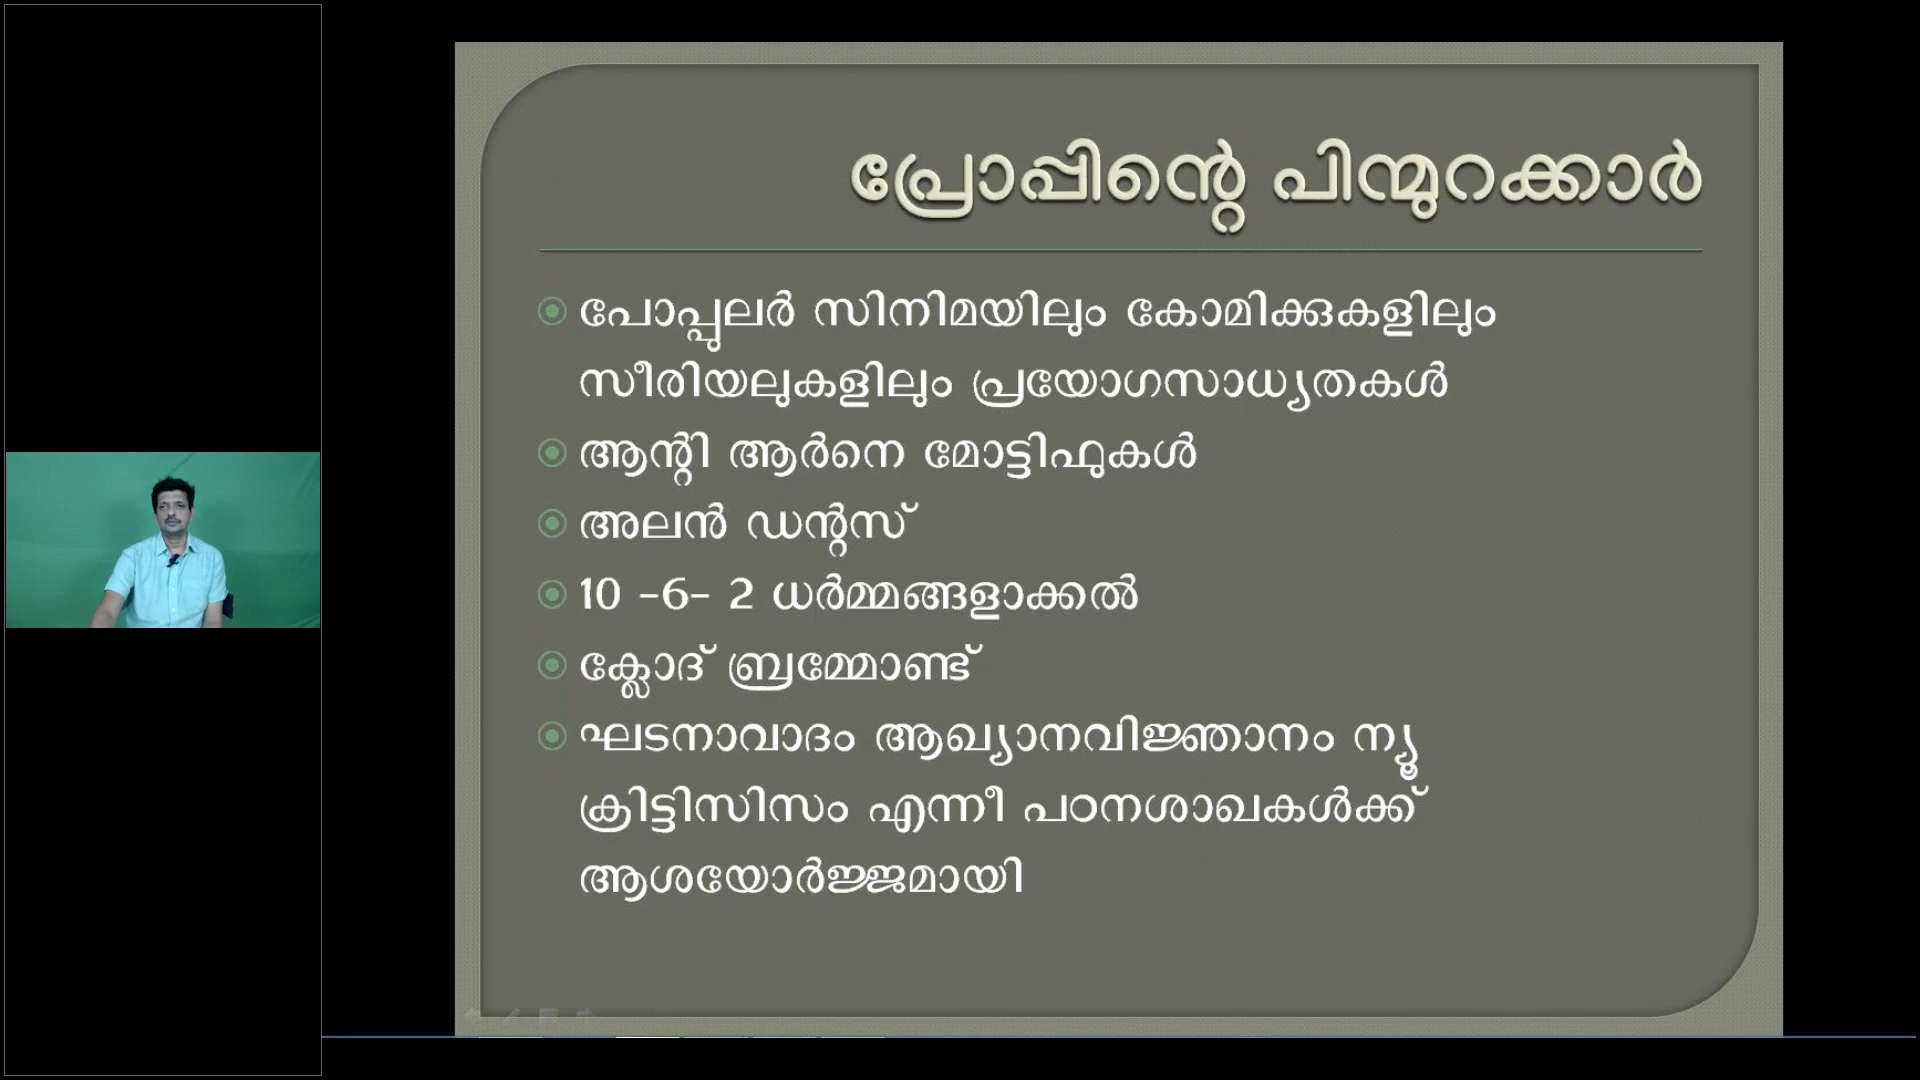 പ്രോപ്പിന്റെ പിന്മുറക്കാർ
പോപ്പുലർ സിനിമയിലും കോമിക്കുകളിലും
സീരിയലുകളിലും പ്രയോഗസാധ്യതകൾ
ആന്റി ആർനെ മോട്ടിഫുകൾ
അലൻ ഡന്റസ്
10 -6- 2 ധർമ്മങ്ങളാക്കൽ
ക്ലോദ് ബ്രമ്മോണ്ട്
ഘടനാവാദം ആഖ്യാനവിജ്ഞാനം ന്യൂ
ക്രിട്ടിസിസം എന്നീ പഠനശാഖകൾക്ക്
ആശയോർജ്ജമായി